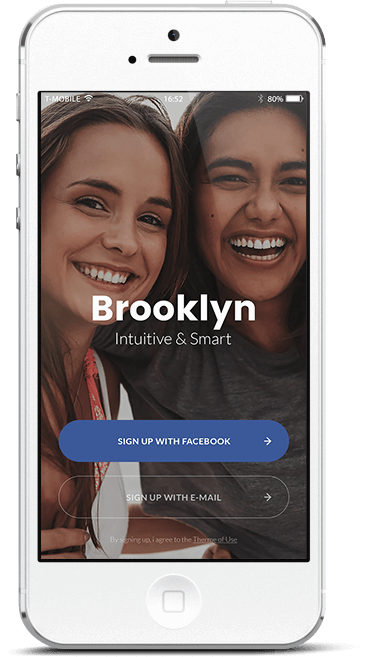 T-MOBILE 16:52 80%
Brooklyn
Intuitive & Smart
SIGN UP WITH FACEBOOK
SIGN UP WITH E-MAIL
By signing up, i agree to the Therme of Use